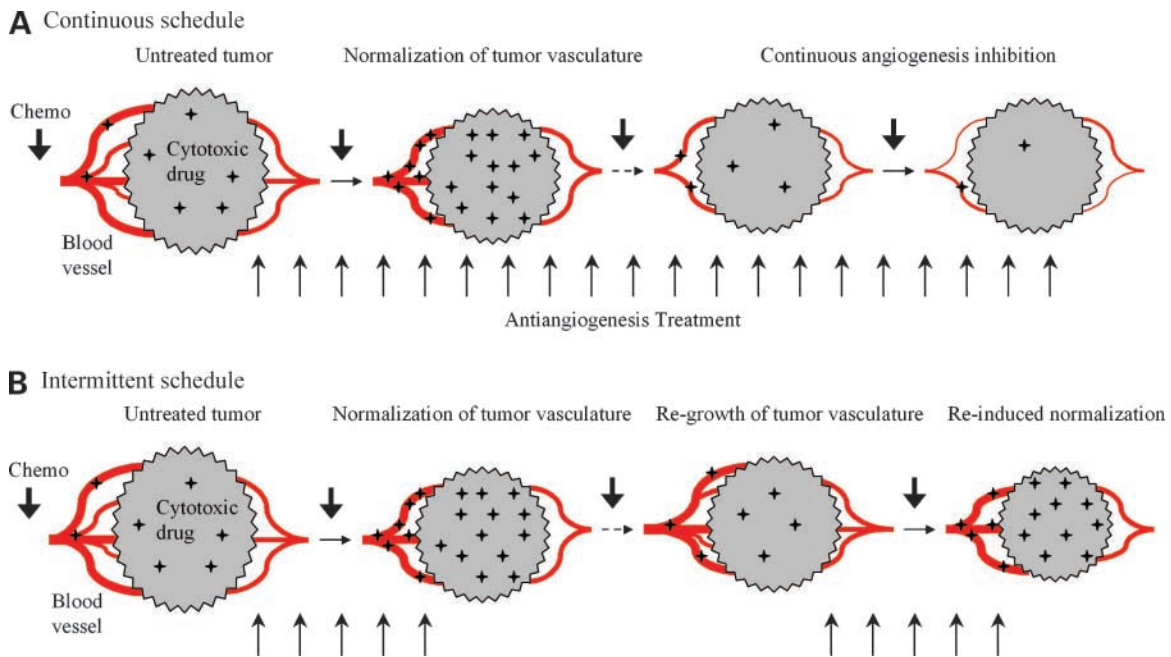 A Continuous schedule
Untreated tumor
Normalization of tumor vasculature
Continuous angiogenesis inhibition
Chemo
Cytotoxic
drug
Blood
vessel
Antiangiogenesis Treatment
B Intermittent schedule
Untreated tumor
Normalization of tumor vasculature
Re-growth of tumor vasculature
Re-induced normalization
Chemo
Cytotoxic
drug
Blood
vessel